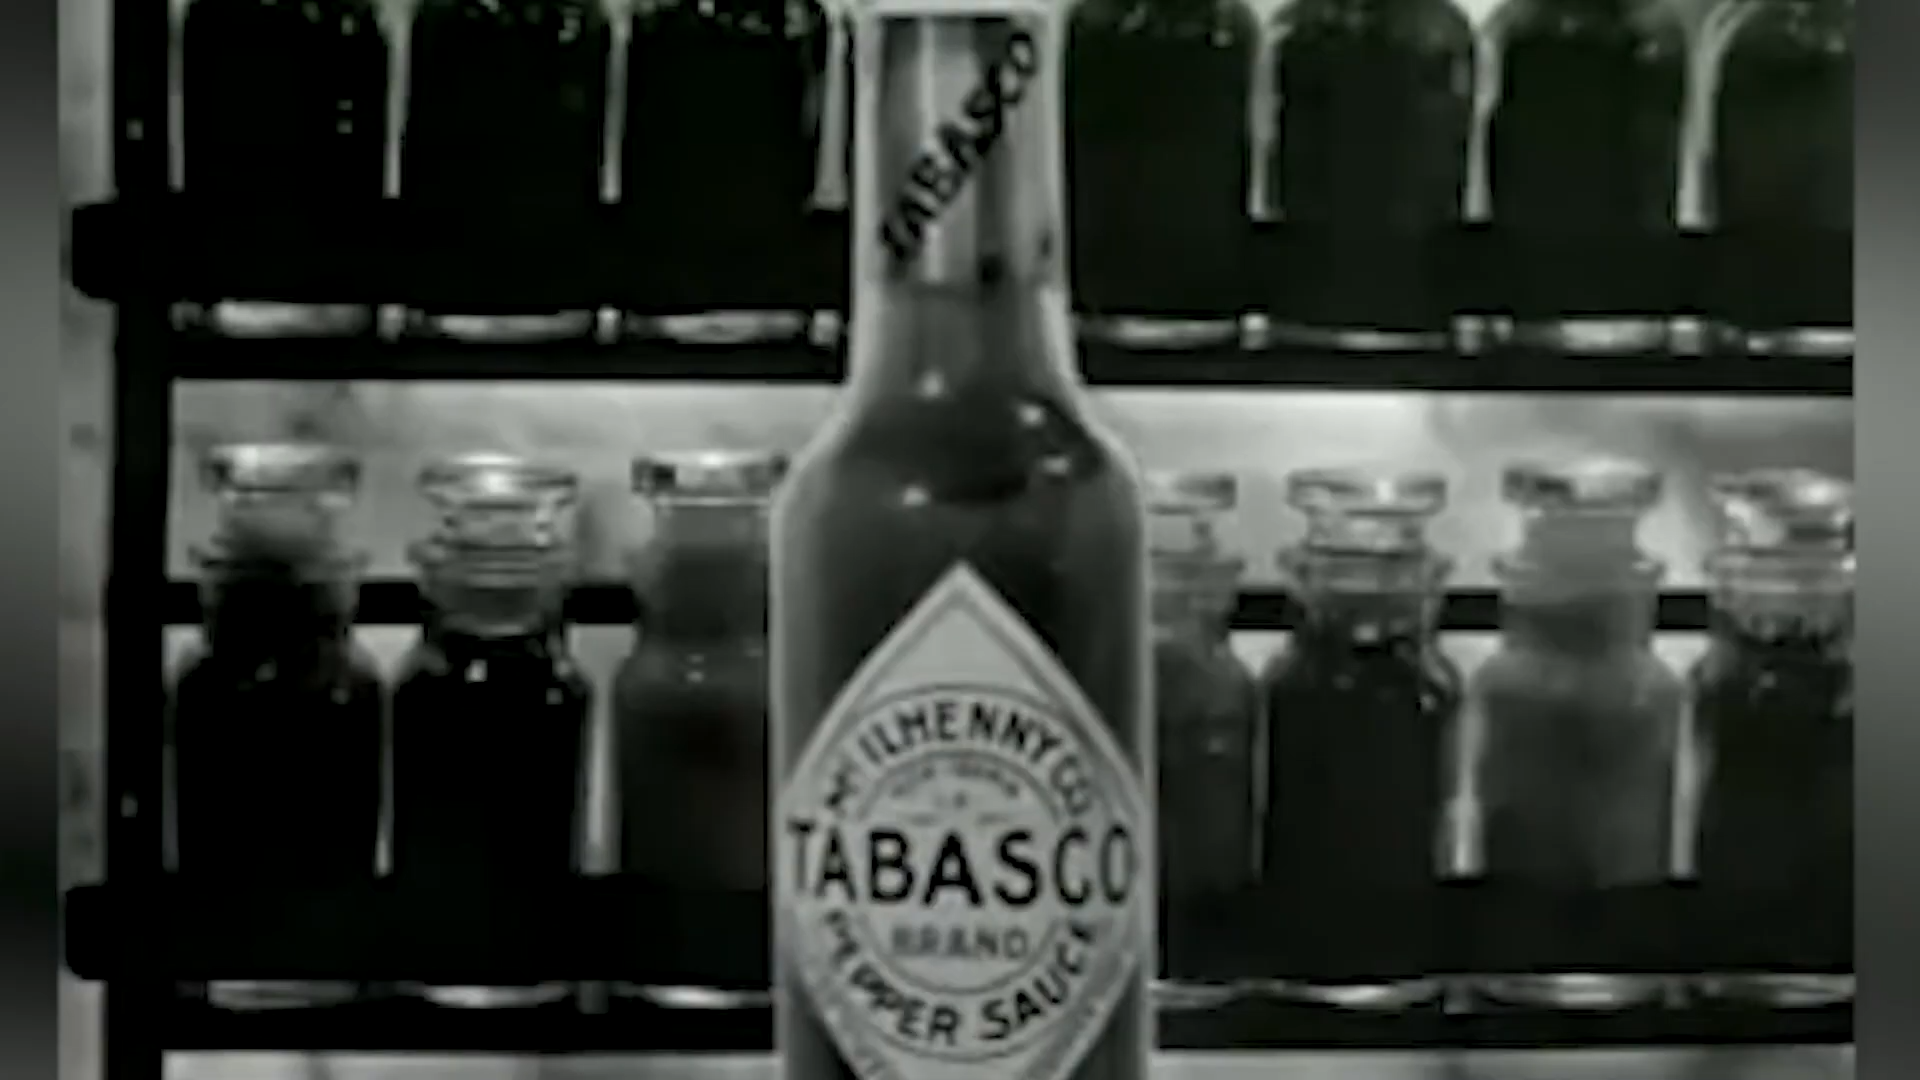 TABASCO
McILHENNY CO.
TABASCO
BRAND
PEPPER SAUCE